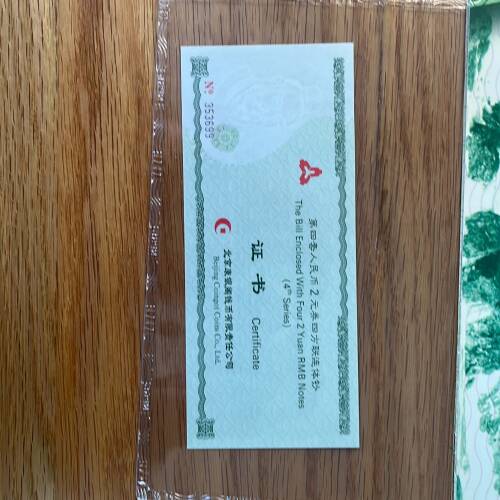 第四套人民币2元券四方联连体钞
The Bill Enclosed With Four 2 Yuan RMB Notes
(4th Series)
证书 Certificate
北京康银阁钱币有限责任公司
Beijing Coingot Coins Co., Ltd.
Nº 353699